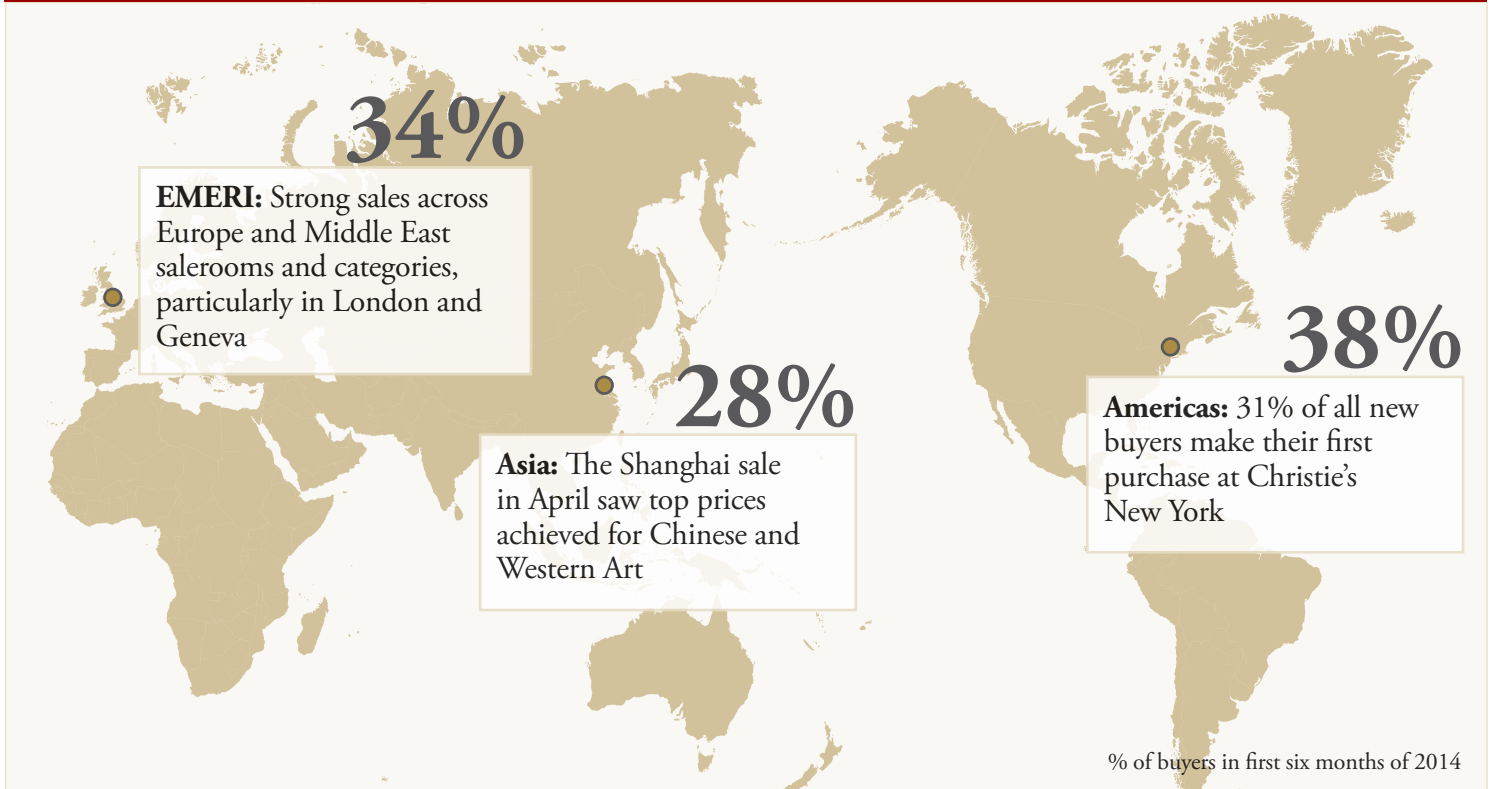 34%
EMERI: Strong sales across
Europe and Middle East
salerooms and categories,
particularly in London and
Geneva
28%
Asia: The Shanghai sale
in April saw top prices
achieved for Chinese and
Western Art
38%
Americas: 31% of all new
buyers make their first
purchase at Christie’s
New York
% of buyers in first six months of 2014